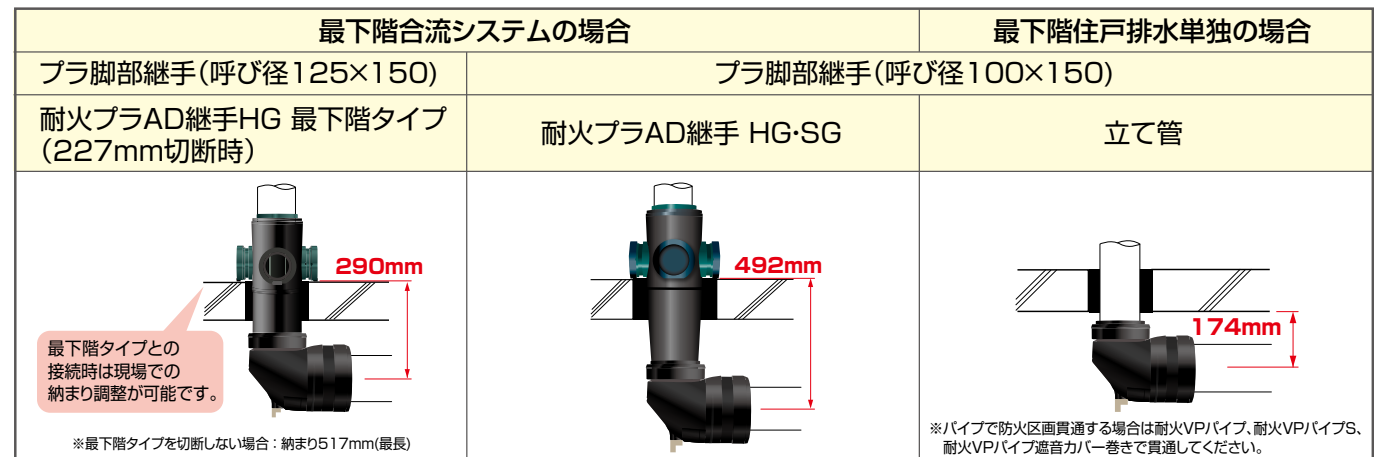 最下階合流システムの場合
最下階住戸排水単独の場合
プラ脚部継手(呼び径125×150)
プラ脚部継手(呼び径100×150)
耐火プラAD継手HG 最下階タイプ
(227mm切断時)
耐火プラAD継手 HG・SG
立て管
290mm
最下階タイプとの
接続時は現場での
納まり調整が可能です。
※最下階タイプを切断しない場合：納まり517mm(最長)
492mm
174mm
※パイプで防火区画貫通する場合は耐火VPパイプ、耐火VPパイプS、
耐火VPパイプ遮音カバー巻きで貫通してください。